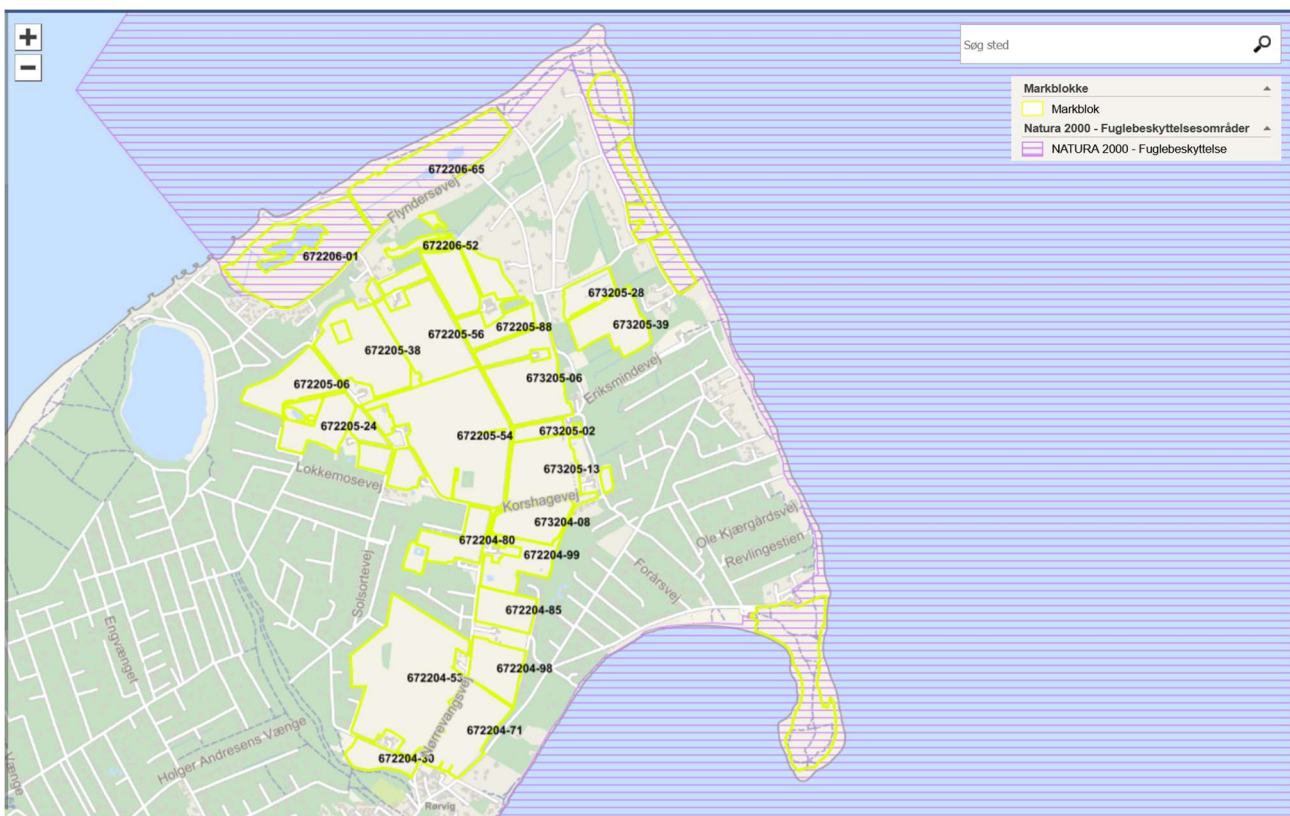 +
−
Søg sted
Markblokke
Markblok
Natura 2000 - Fuglebeskyttelsesområder
NATURA 2000 - Fuglebeskyttelse
672206-65
Flyndersøvej
672206-52
672206-01
673205-28
673205-39
672205-88
672205-56
672205-38
Eriksmindevej
673205-06
672205-06
672205-24
673205-02
672205-54
673205-13
Lokkemosevej
Korshagevej
673204-08
Ole Kjærgårdsvej
Revlingestien
672204-80
672204-99
Forårsvej
Solsortevej
672204-85
Engvænget
672204-98
672204-53
Nørrevangsvej
672204-71
Holger Andresens Vænge
672204-30
Vænge
Rørvig